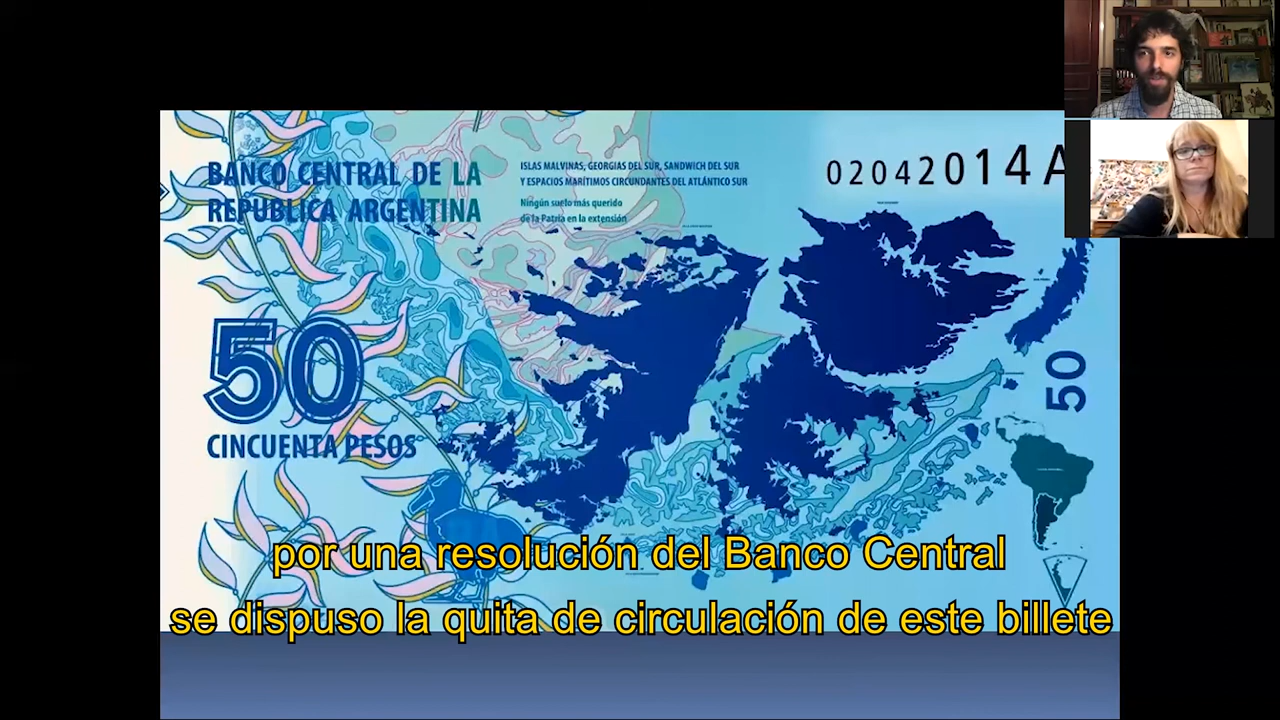 BANCO CENTRAL DE LA
REPUBLICA ARGENTINA
ISLAS MALVINAS, GEORGIAS DEL SUR, SANDWICH DEL SUR
Y ESPACIOS MARÍTIMOS CIRCUNDANTES DEL ATLÁNTICO SUR
Ningún suelo más querido
de la Patria en la extensión
02042014A
50
CINCUENTA PESOS
50
por una resolución del Banco Central
se dispuso la quita de circulación de este billete